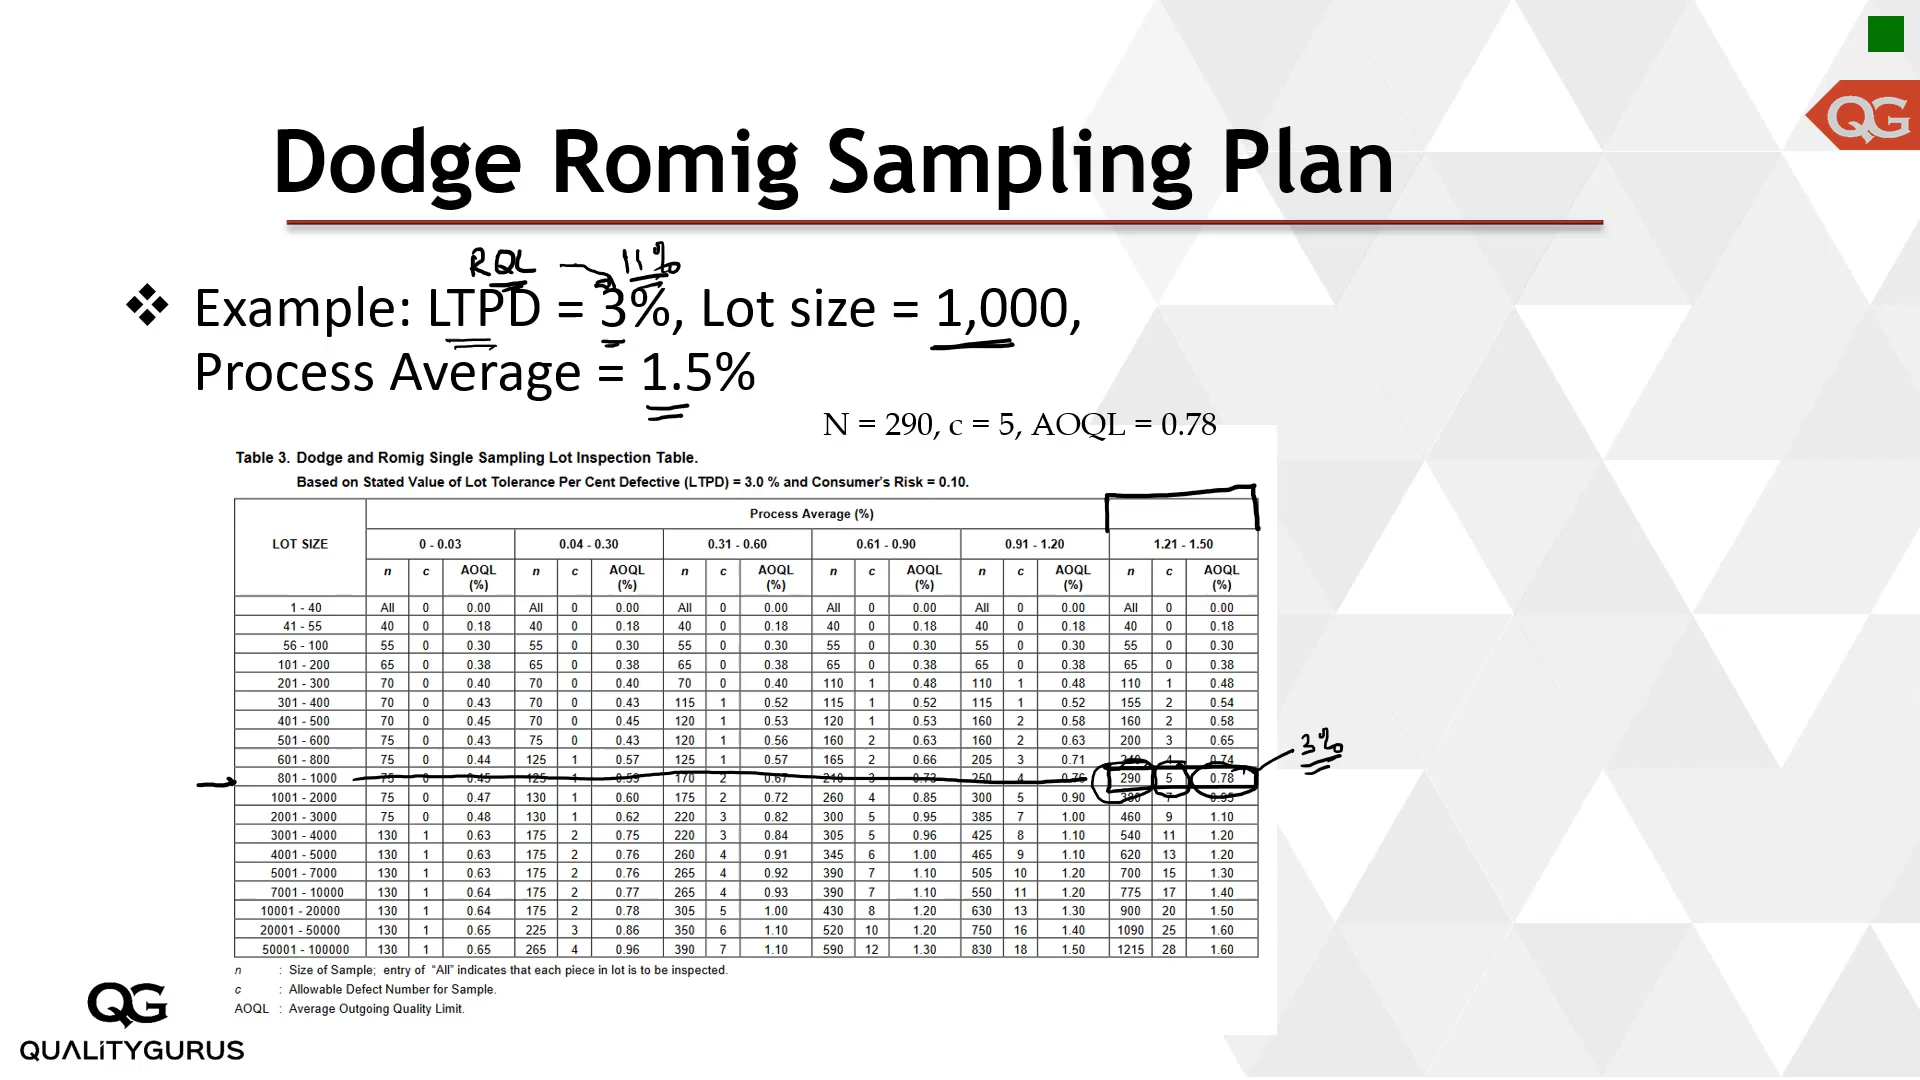 QG
Dodge Romig Sampling Plan
RQL 11%
Example: LTPD = 3%, Lot size = 1,000,
Process Average = 1.5%
N = 290, c = 5, AOQL = 0.78
Table 3. Dodge and Romig Single Sampling Lot Inspection Table.
Based on Stated Value of Lot Tolerance Per Cent Defective (LTPD) = 3.0 % and Consumer's Risk = 0.10.
LOT SIZE Process Average (%)
0 - 0.03 0.04 - 0.30 0.31 - 0.60 0.61 - 0.90 0.91 - 1.20 1.21 - 1.50
n c AOQL (%) n c AOQL (%) n c AOQL (%) n c AOQL (%) n c AOQL (%) n c AOQL (%)
1 - 40 All 0 0.00 All 0 0.00 All 0 0.00 All 0 0.00 All 0 0.00 All 0 0.00
41 - 55 40 0 0.18 40 0 0.18 40 0 0.18 40 0 0.18 40 0 0.18 40 0 0.18
56 - 100 55 0 0.30 55 0 0.30 55 0 0.30 55 0 0.30 55 0 0.30 55 0 0.30
101 - 200 65 0 0.38 65 0 0.38 65 0 0.38 65 0 0.38 65 0 0.38 65 0 0.38
201 - 300 70 0 0.40 70 0 0.40 70 0 0.40 110 1 0.48 110 1 0.48 110 1 0.48
301 - 400 70 0 0.43 70 0 0.43 115 1 0.52 115 1 0.52 115 1 0.52 155 2 0.54
401 - 500 70 0 0.45 70 0 0.45 120 1 0.53 120 1 0.53 160 2 0.58 160 2 0.58
501 - 600 75 0 0.43 75 0 0.43 120 1 0.56 160 2 0.63 160 2 0.63 200 3 0.65
601 - 800 75 0 0.44 125 1 0.57 125 1 0.57 165 2 0.66 205 3 0.71 240 4 0.74
3%
801 - 1000 75 0 0.45 125 1 0.59 170 2 0.67 210 3 0.73 250 4 0.76 290 5 0.78
1001 - 2000 75 0 0.47 130 1 0.60 175 2 0.72 260 4 0.85 300 5 0.90 380 7 0.95
2001 - 3000 75 0 0.48 130 1 0.62 220 3 0.82 300 5 0.95 385 7 1.00 460 9 1.10
3001 - 4000 130 1 0.63 175 2 0.75 220 3 0.84 305 5 0.96 425 8 1.10 540 11 1.20
4001 - 5000 130 1 0.63 175 2 0.76 260 4 0.91 345 6 1.00 465 9 1.10 620 13 1.20
5001 - 7000 130 1 0.63 175 2 0.76 265 4 0.92 390 7 1.10 505 10 1.20 700 15 1.30
7001 - 10000 130 1 0.64 175 2 0.77 265 4 0.93 390 7 1.10 550 11 1.20 775 17 1.40
10001 - 20000 130 1 0.64 175 2 0.78 305 5 1.00 430 8 1.20 630 13 1.30 900 20 1.50
20001 - 50000 130 1 0.65 225 3 0.86 350 6 1.10 520 10 1.20 750 16 1.40 1090 25 1.60
50001 - 100000 130 1 0.65 265 4 0.96 390 7 1.10 590 12 1.30 830 18 1.50 1215 28 1.60
n : Size of Sample; entry of "All" indicates that each piece in lot is to be inspected.
c : Allowable Defect Number for Sample.
AOQL : Average Outgoing Quality Limit.
QG
QUALITYGURUS